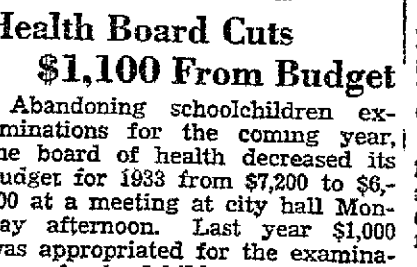 Health Board Cuts
$1,100 From Budget
Abandoning schoolchildren ex-
minations for the coming year,
board of health decreased its
udget for 1933 from $7,200 to $6,-
00 at a meeting at city hall Mon-
ay afternoon. Last year $1,000
was appropriated for the examina-